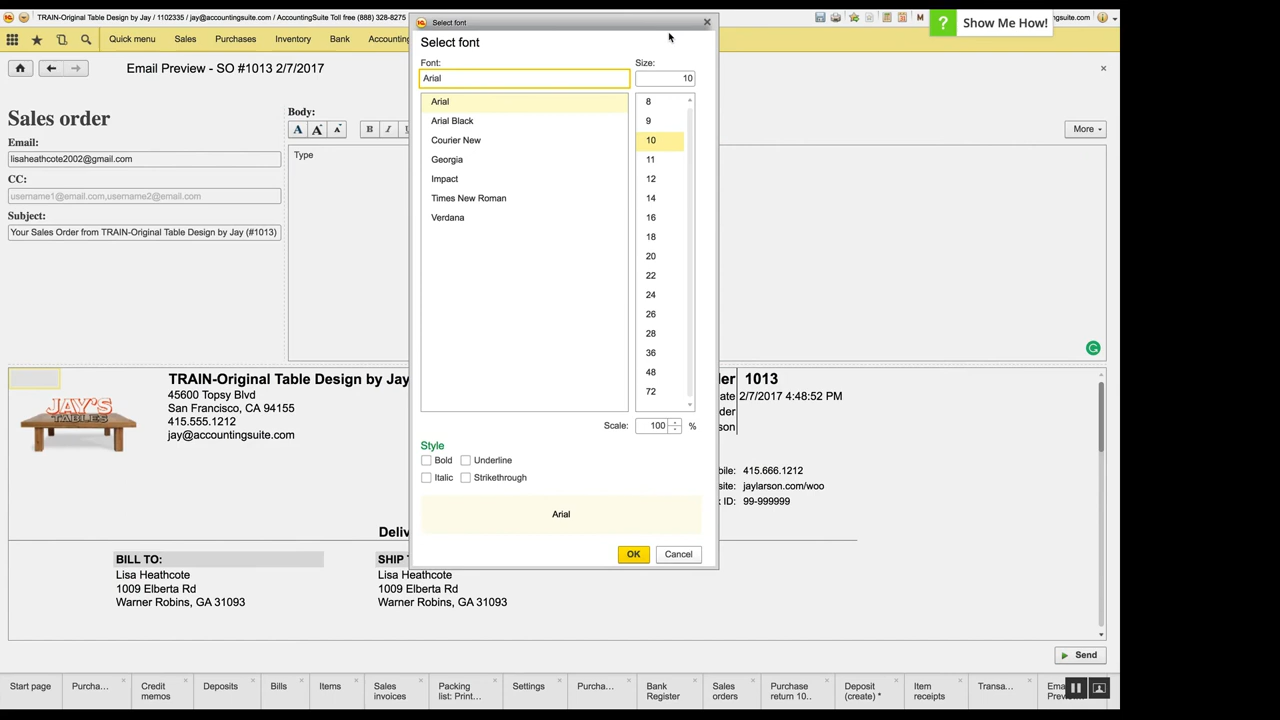 TRAIN-Original Table Design by Jay / 1102335 / jay@accountingsuite.com / AccountingSuite Toll free (888) 328-8275
M
gsuite.com
? Show Me How!
Quick menu Sales Purchases Inventory Bank Accounting
Email Preview - SO #1013 2/7/2017
Select font
Select font
Font:
Arial
Size:
10
Arial
Arial Black
Courier New
Georgia
Impact
Times New Roman
Verdana
8
9
10
11
12
14
16
18
20
22
24
26
28
36
48
72
Scale: 100 %
Style
Bold Underline
Italic Strikethrough
Arial
OK Cancel
Sales order
Email:
lisaheathcote2002@gmail.com
CC:
username1@email.com,username2@email.com
Subject:
Your Sales Order from TRAIN-Original Table Design by Jay (#1013)
Body:
A A A B I U
More
Type
JAY'S
TABLES
TRAIN-Original Table Design by Jay
45600 Topsy Blvd
San Francisco, CA 94155
415.555.1212
jay@accountingsuite.com
er 1013
ate 2/7/2017 4:48:52 PM
der
son
bile: 415.666.1212
site: jaylarson.com/woo
x ID: 99-999999
Deliv
BILL TO:
Lisa Heathcote
1009 Elberta Rd
Warner Robins, GA 31093
SHIP
Lisa Heathcote
1009 Elberta Rd
Warner Robins, GA 31093
Send
Start page
Purcha...
Credit
memos
Deposits
Bills
Items
Sales
invoices
Packing
list: Print...
Settings
Purcha...
Bank
Register
Sales
orders
Purchase
return 10..
Deposit
(create) *
Item
receipts
Transa...
Ema
Prev